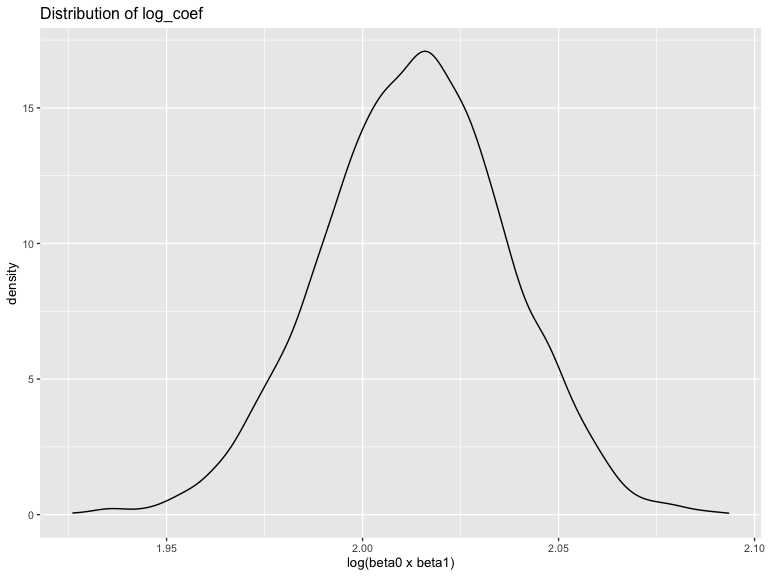 Distribution of log_coef
density
15
10
5
0
1.95
2.00
2.05
2.10
log(beta0 x beta1)